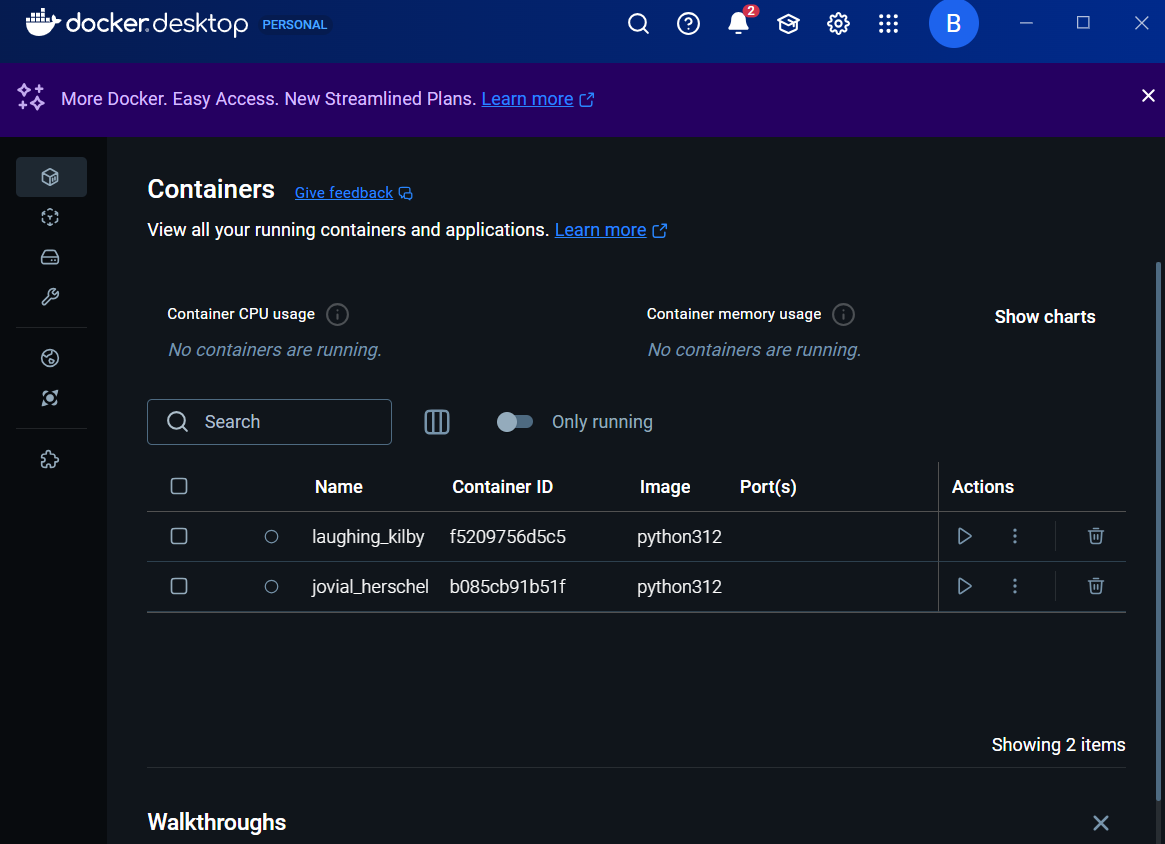 docker.desktop PERSONAL 2 B
More Docker. Easy Access. New Streamlined Plans. Learn more
Containers Give feedback
View all your running containers and applications. Learn more
Container CPU usage Container memory usage Show charts
No containers are running. No containers are running.
Search Only running
Name Container ID Image Port(s) Actions
laughing_kilby f5209756d5c5 python312
jovial_herschel b085cb91b51f python312
Showing 2 items
Walkthroughs